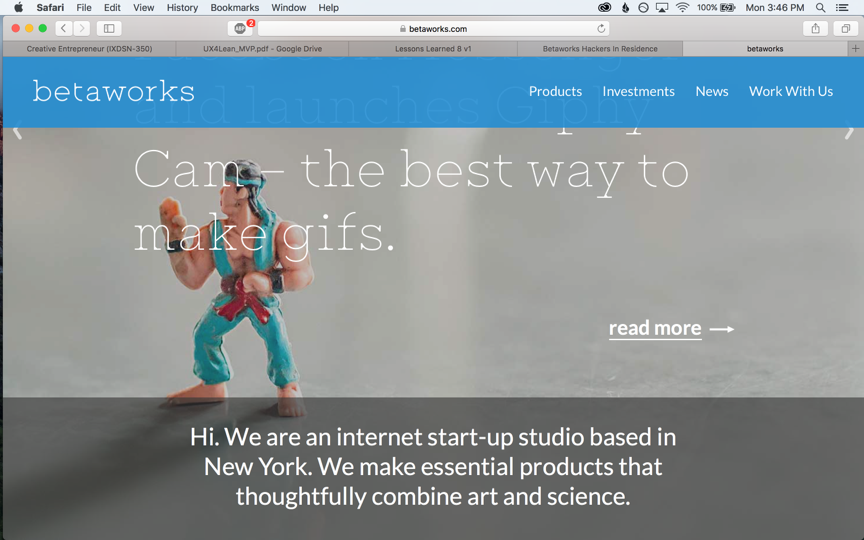 Safari File Edit View History Bookmarks Window Help 100% Mon 3:46 PM
ABP 2 betaworks.com
Creative Entrepreneur (IXDSN-350) UX4Lean_MVP.pdf - Google Drive Lessons Learned 8 v1 Betaworks Hackers In Residence betaworks
betaworks Products Investments News Work With Us
and launches Giphy
Cam – the best way to
make gifs.
read more
Hi. We are an internet start-up studio based in
New York. We make essential products that
thoughtfully combine art and science.